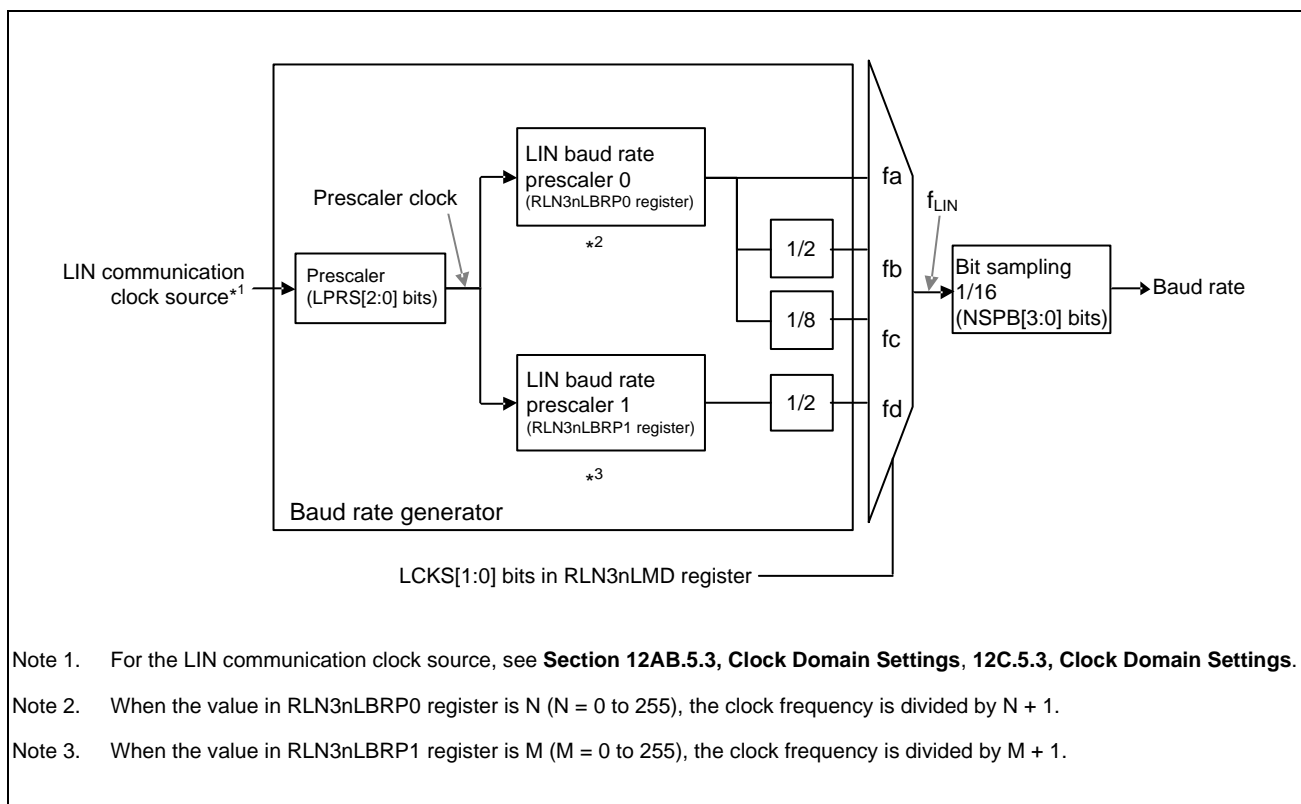 LIN baud rate
prescaler 0
(RLN3nLBRP0 register)
*2
Prescaler clock
LIN communication
clock source*1
Prescaler
(LPRS[2:0] bits)
LIN baud rate
prescaler 1
(RLN3nLBRP1 register)
*3
1/2
1/8
1/2
fa
fb
fc
fd
fLIN
Bit sampling
1/16
(NSPB[3:0] bits)
Baud rate
Baud rate generator
LCKS[1:0] bits in RLN3nLMD register
Note 1. For the LIN communication clock source, see Section 12AB.5.3, Clock Domain Settings, 12C.5.3, Clock Domain Settings.
Note 2. When the value in RLN3nLBRP0 register is N (N = 0 to 255), the clock frequency is divided by N + 1.
Note 3. When the value in RLN3nLBRP1 register is M (M = 0 to 255), the clock frequency is divided by M + 1.